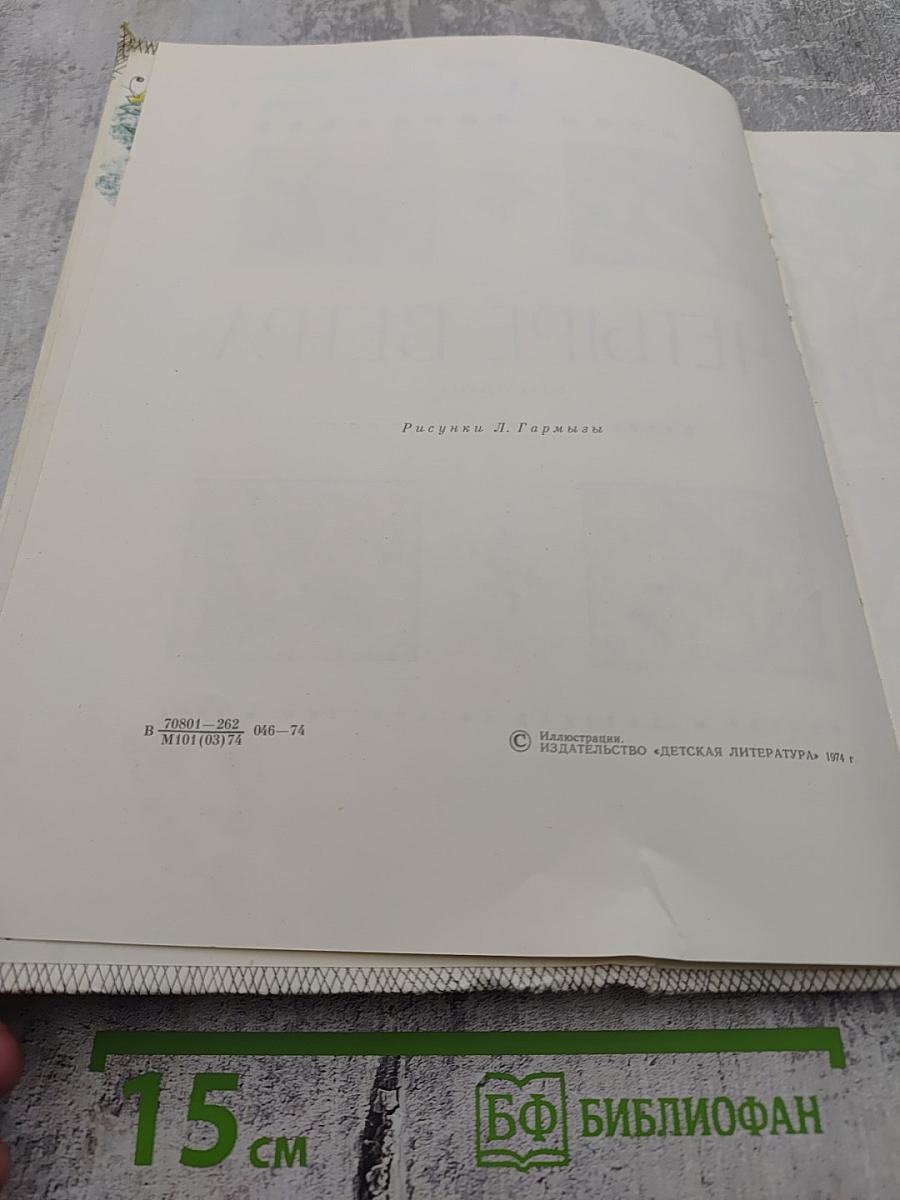 Рисунки Л. Гармызы
В 70801—262 046—74
М101(03)74
© Иллюстрации.
ИЗДАТЕЛЬСТВО «ДЕТСКАЯ ЛИТЕРАТУРА» 1974 г
15 см
БФ БИБЛИОФАН